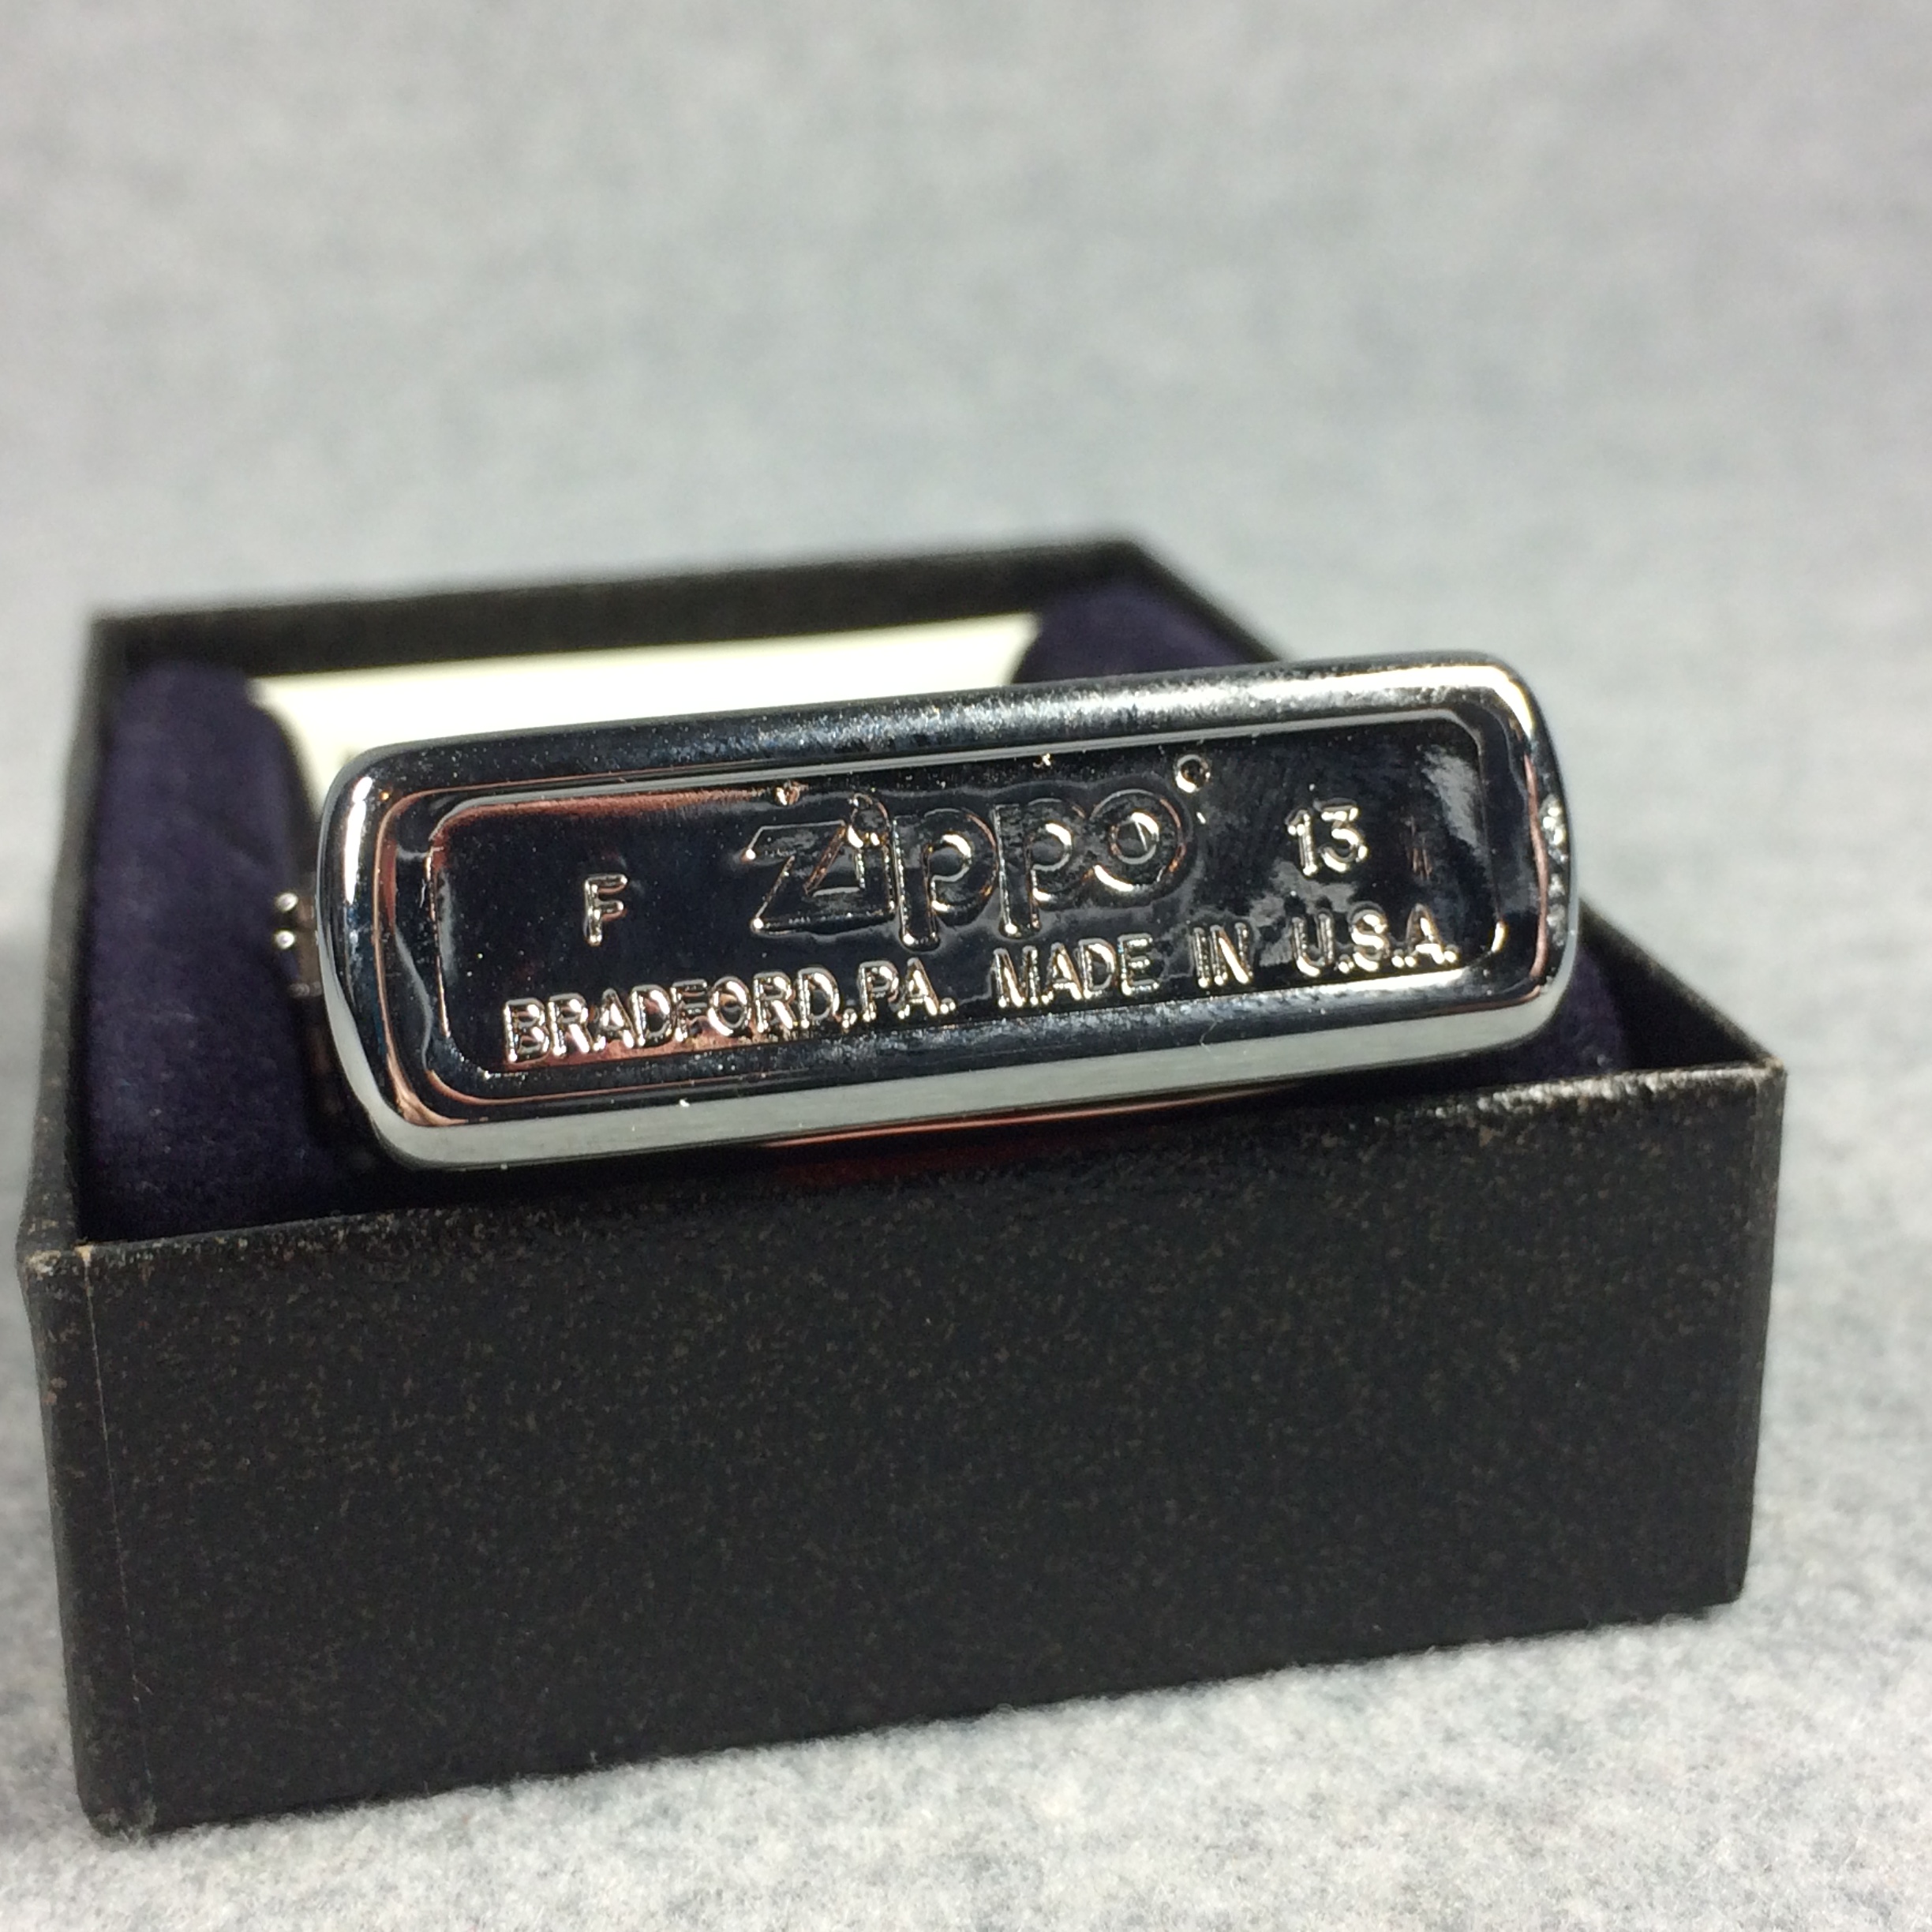 F Zippo 13
BRADFORD,PA. MADE IN U.S.A.